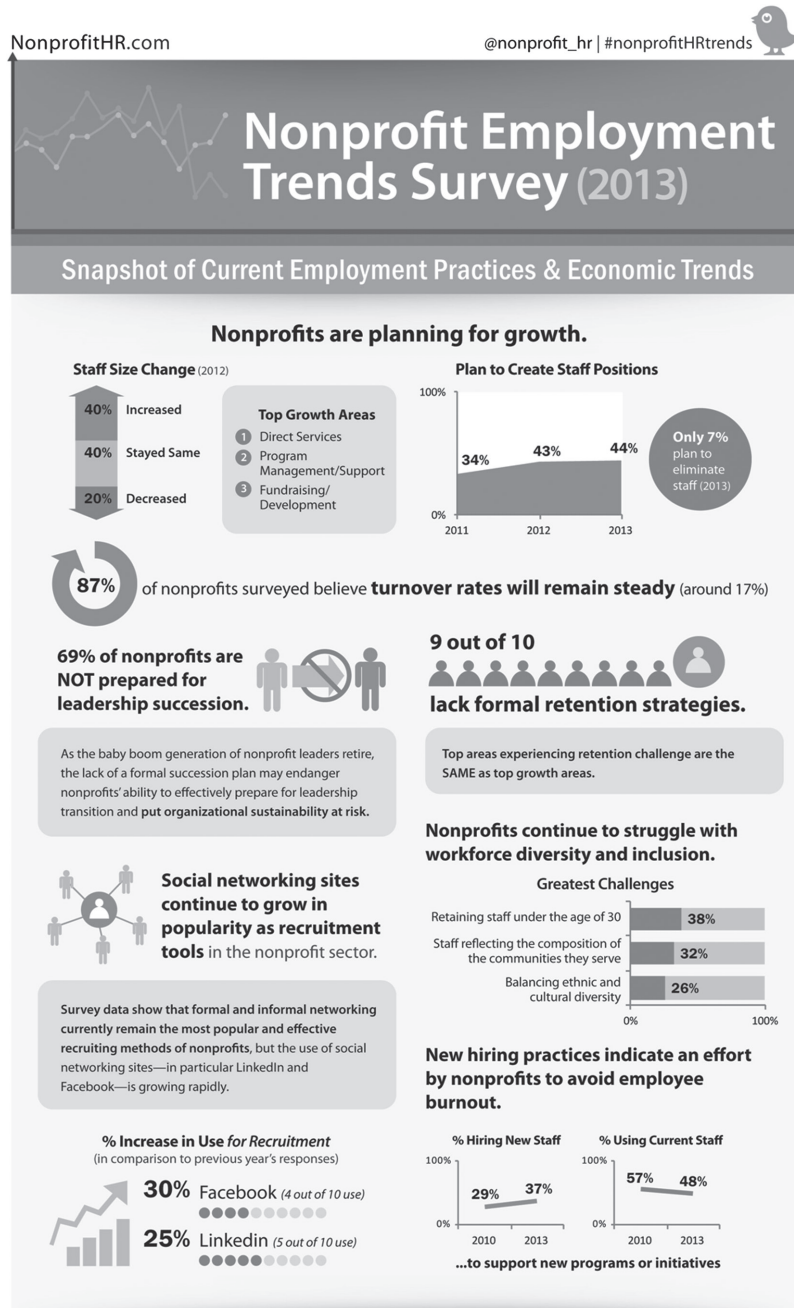 NonprofitHR.com
@nonprofit_hr | #nonprofitHRtrends
Nonprofit Employment
Trends Survey (2013)
Snapshot of Current Employment Practices & Economic Trends
Nonprofits are planning for growth.
Staff Size Change (2012)
40% Increased
40% Stayed Same
20% Decreased
Top Growth Areas
1 Direct Services
2 Program
Management/Support
3 Fundraising/
Development
Plan to Create Staff Positions
100%
34%
43%
44%
0%
2011
2012
2013
Only 7%
plan to
eliminate
staff (2013)
87% of nonprofits surveyed believe turnover rates will remain steady (around 17%)
69% of nonprofits are
NOT prepared for
leadership succession.
As the baby boom generation of nonprofit leaders retire,
the lack of a formal succession plan may endanger
nonprofits' ability to effectively prepare for leadership
transition and put organizational sustainability at risk.
9 out of 10
lack formal retention strategies.
Top areas experiencing retention challenge are the
SAME as top growth areas.
Social networking sites
continue to grow in
popularity as recruitment
tools in the nonprofit sector.
Survey data show that formal and informal networking
currently remain the most popular and effective
recruiting methods of nonprofits, but the use of social
networking sites—in particular LinkedIn and
Facebook—is growing rapidly.
% Increase in Use for Recruitment
(in comparison to previous year's responses)
30% Facebook (4 out of 10 use)
25% Linkedin (5 out of 10 use)
Nonprofits continue to struggle with
workforce diversity and inclusion.
Greatest Challenges
Retaining staff under the age of 30
38%
Staff reflecting the composition of
the communities they serve
32%
Balancing ethnic and
cultural diversity
26%
0%
100%
New hiring practices indicate an effort
by nonprofits to avoid employee
burnout.
% Hiring New Staff
100%
29%
37%
0%
2010
2013
% Using Current Staff
100%
57%
48%
0%
2010
2013
...to support new programs or initiatives